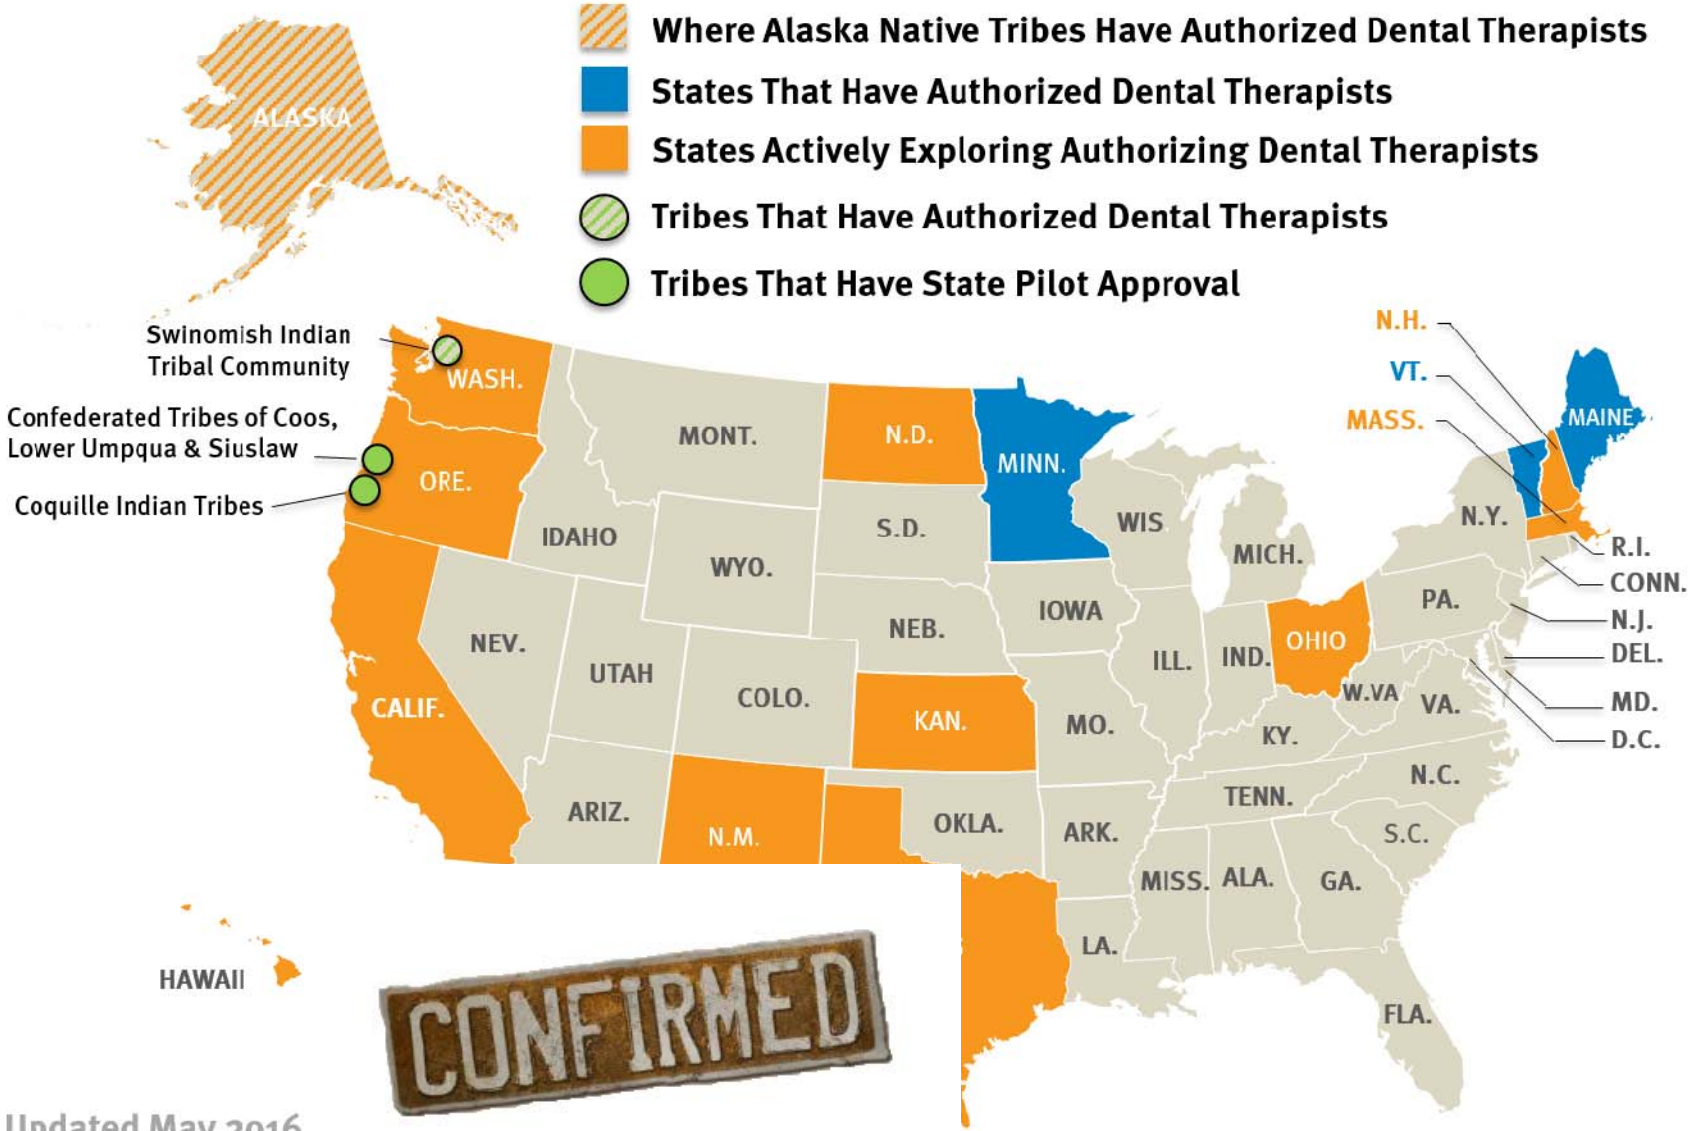 Where Alaska Native Tribes Have Authorized Dental Therapists
States That Have Authorized Dental Therapists
States Actively Exploring Authorizing Dental Therapists
Tribes That Have Authorized Dental Therapists
Tribes That Have State Pilot Approval
ALASKA
Swinomish Indian
Tribal Community
Confederated Tribes of Coos,
Lower Umpqua & Siuslaw
Coquille Indian Tribes
N.H.
VT.
MASS.
MAINE
WASH.
MONT.
N.D.
MINN.
ORE.
IDAHO
S.D.
WIS
MICH.
N.Y.
R.I.
CONN.
WYO.
IOWA
PA.
N.J.
NEV.
NEB.
OHIO
DEL.
UTAH
ILL.
IND.
CALIF.
COLO.
KAN.
MO.
W.VA
VA.
MD.
KY.
D.C.
ARIZ.
N.M.
OKLA.
ARK.
TENN.
N.C.
S.C.
MISS.
ALA.
GA.
LA.
FLA.
HAWAII
CONFIRMED
Updated May 2016